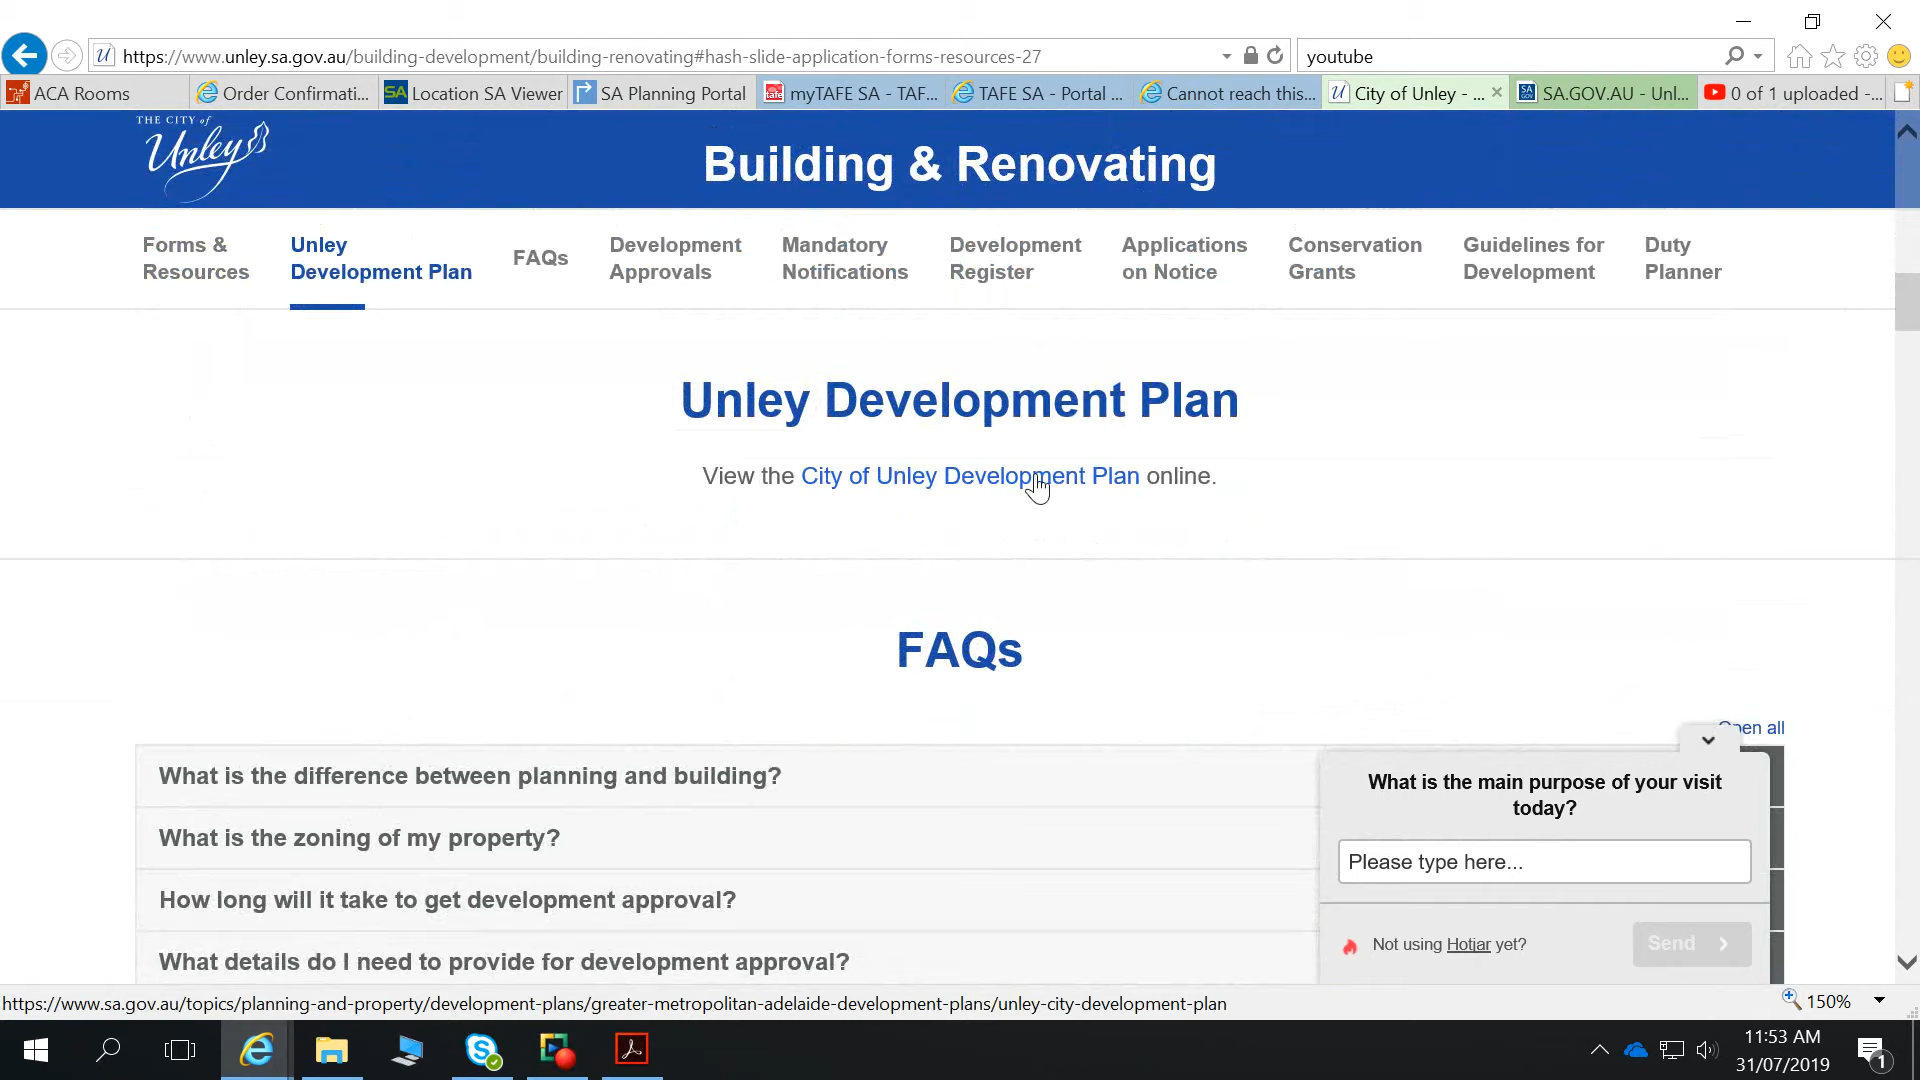 https://www.unley.sa.gov.au/building-development/building-renovating#hash-slide-application-forms-resources-27
youtube
ACA Rooms
Order Confirmati...
SA Location SA Viewer
SA Planning Portal
tafe myTAFE SA - TAF...
TAFE SA - Portal ...
Cannot reach this...
U City of Unley - ...
SA.GOV.AU - Unl...
0 of 1 uploaded -...
THE CITY of
Unley
Building & Renovating
Forms &
Resources
Unley
Development Plan
FAQs
Development
Approvals
Mandatory
Notifications
Development
Register
Applications
on Notice
Conservation
Grants
Guidelines for
Development
Duty
Planner
Unley Development Plan
View the City of Unley Development Plan online.
FAQs
Open all
What is the difference between planning and building?
What is the zoning of my property?
How long will it take to get development approval?
What details do I need to provide for development approval?
What is the main purpose of your visit
today?
Please type here...
Not using Hotjar yet?
Send
https://www.sa.gov.au/topics/planning-and-property/development-plans/greater-metropolitan-adelaide-development-plans/unley-city-development-plan
150%
11:53 AM
31/07/2019
1